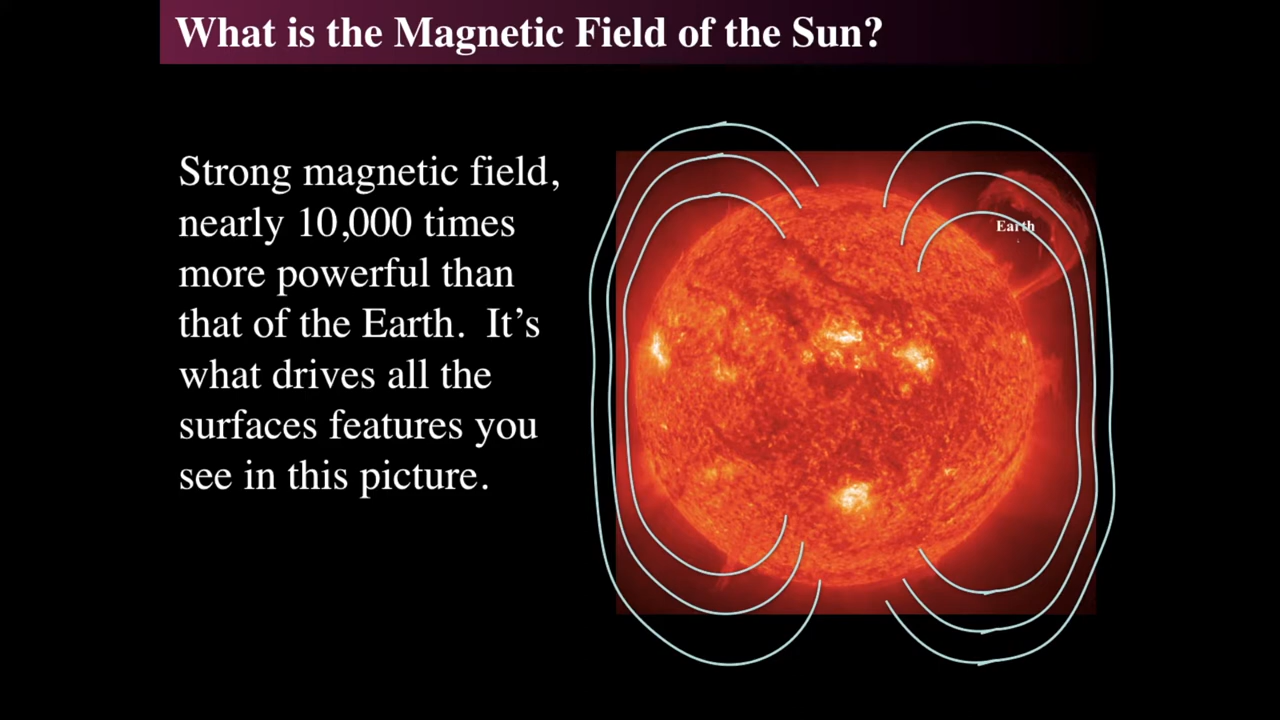 What is the Magnetic Field of the Sun?
Strong magnetic field,
nearly 10,000 times
more powerful than
that of the Earth.  It’s
what drives all the
surfaces features you
see in this picture.
Earth